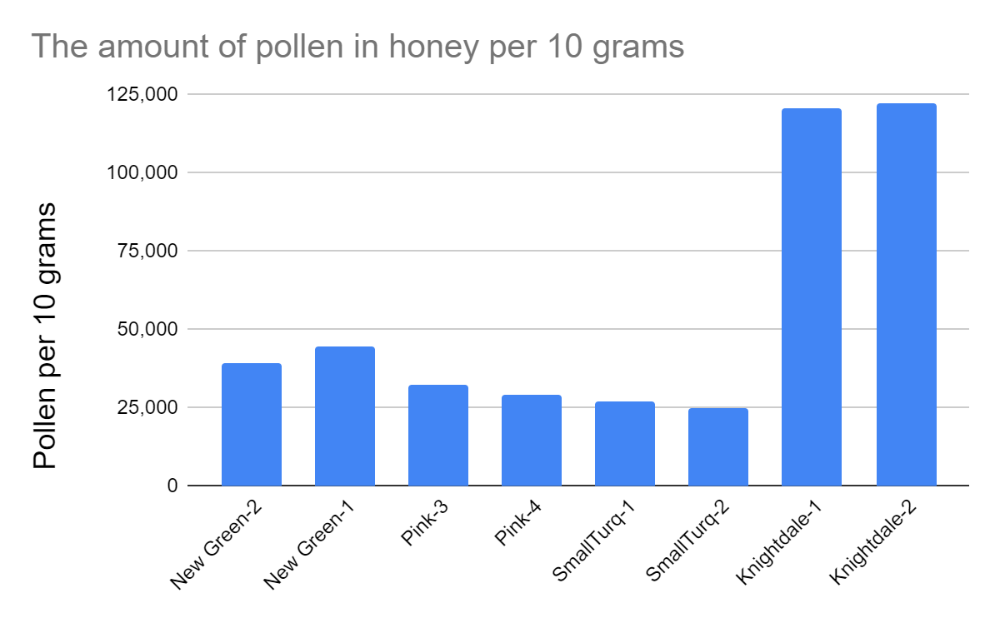 The amount of pollen in honey per 10 grams
Pollen per 10 grams
125,000
100,000
75,000
50,000
25,000
0
New Green-2
New Green-1
Pink-3
Pink-4
SmallTurq-1
SmallTurq-2
Knightdale-1
Knightdale-2